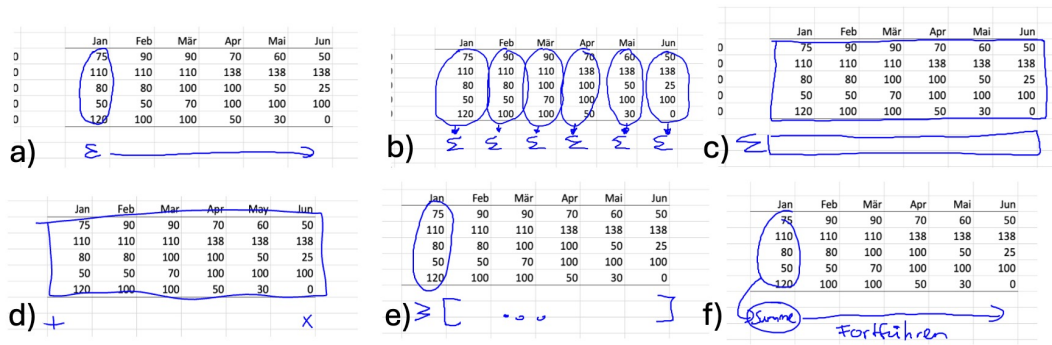 Jan Feb Mär Apr Mai Jun
75 90 90 70 60 50
110 110 110 138 138 138
80 80 100 100 50 25
50 50 70 100 100 100
120 100 100 50 30 0
a) Σ
Jan Feb Mär Apr Mai Jun
75 90 90 70 60 50
110 110 110 138 138 138
80 80 100 100 50 25
50 50 70 100 100 100
120 100 100 50 30 0
b) Σ Σ Σ Σ Σ Σ
Jan Feb Mär Apr Mai Jun
75 90 90 70 60 50
110 110 110 138 138 138
80 80 100 100 50 25
50 50 70 100 100 100
120 100 100 50 30 0
c) Σ
Jan Feb Mar Apr May Jun
75 90 90 70 60 50
110 110 110 138 138 138
80 80 100 100 50 25
50 50 70 100 100 100
120 100 100 50 30 0
d) + x
Jan Feb Mär Apr Mai Jun
75 90 90 70 60 50
110 110 110 138 138 138
80 80 100 100 50 25
50 50 70 100 100 100
120 100 100 50 30 0
e) Σ [ ... ]
Jan Feb Mär Apr Mai Jun
75 90 90 70 60 50
110 110 110 138 138 138
80 80 100 100 50 25
50 50 70 100 100 100
120 100 100 50 30 0
f) Summe
Fortführen